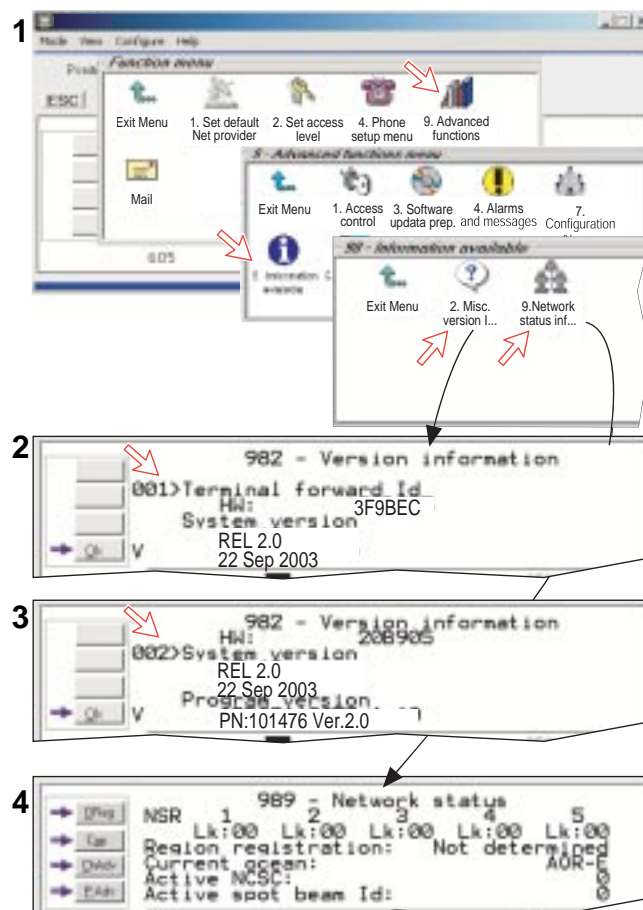 1
Mode View Configure Help
Function menu
ESC
Exit Menu
1. Set default
Net provider
2. Set access
level
4. Phone
setup menu
9. Advanced
functions
Mail
605
9 - Advanced functions menu
Exit Menu
1. Access
control
3. Software
updata prep.
4. Alarms
and messages
7.
Configuration
Information
available
98 - Information available
Exit Menu
2. Misc.
version I...
9.Network
status inf...
2
982 - Version information
001>Terminal forward Id
HW: 3F9BEC
System version
REL 2.0
22 Sep 2003
Ok V
3
982 - Version information
HW: 20B905
002>System version
REL 2.0
22 Sep 2003
Program version
Ok V
PN:101476 Ver.2.0
4
989 - Network status
NSR 1 2 3 4 5
Lk:00 Lk:00 Lk:00 Lk:00 Lk:00
Region registration: Not determined
Current ocean: AOR-E
Active NCSC: 0
Active spot beam Id: 0